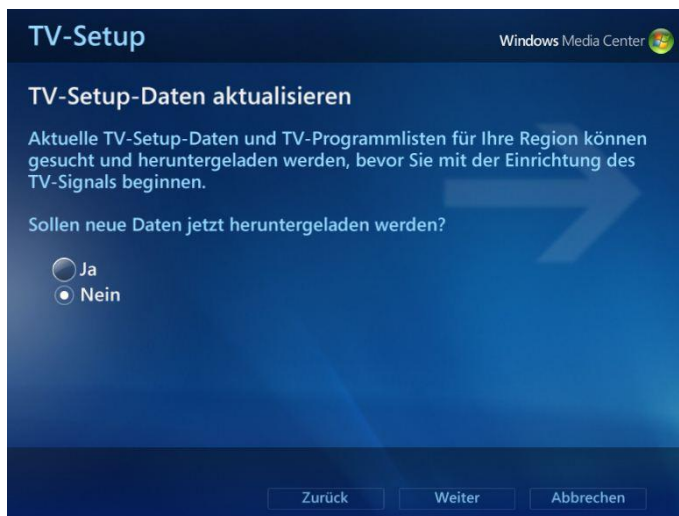 TV-Setup
Windows Media Center
TV-Setup-Daten aktualisieren
Aktuelle TV-Setup-Daten und TV-Programmlisten für Ihre Region können
gesucht und heruntergeladen werden, bevor Sie mit der Einrichtung des
TV-Signals beginnen.
Sollen neue Daten jetzt heruntergeladen werden?
Ja
Nein
Zurück Weiter Abbrechen